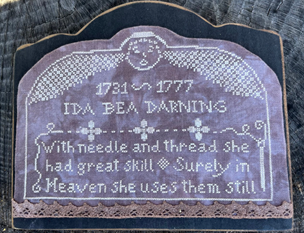 1731 1777
IDA BEA DARNING
With needle and thread she
had great skill Surely in
Heaven she uses them still